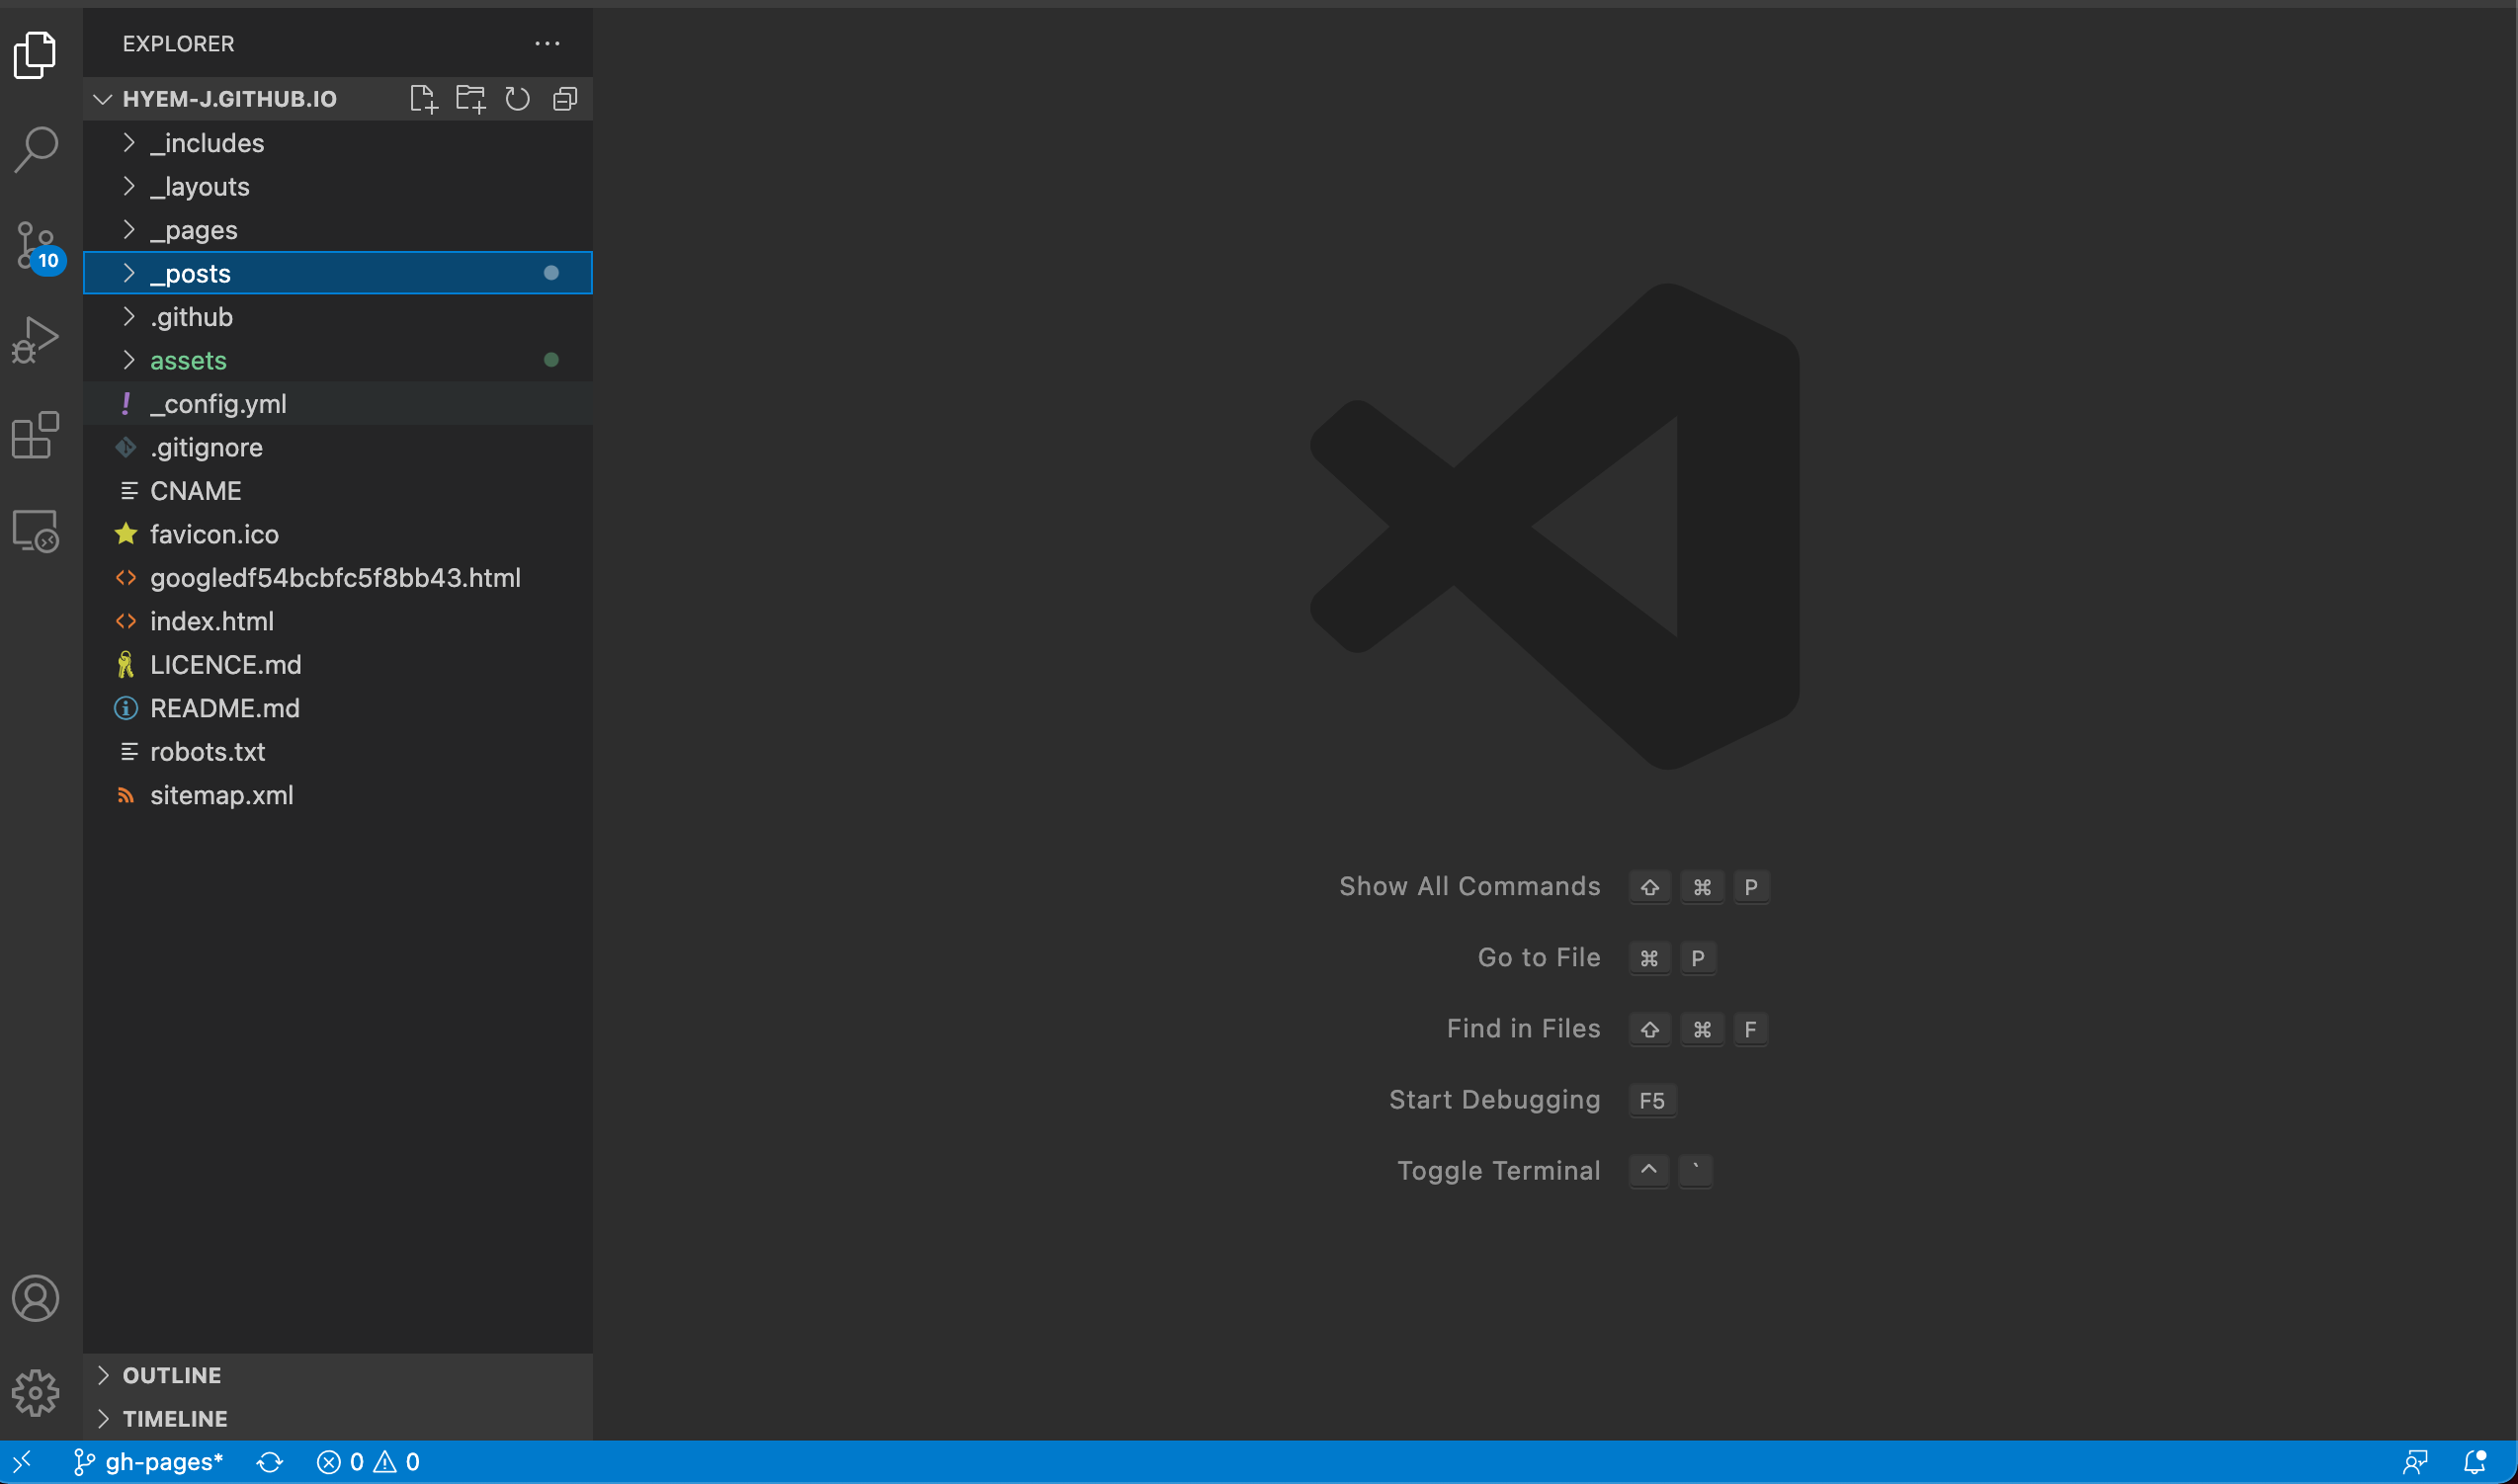 EXPLORER
HYEM-J.GITHUB.IO
_includes
_layouts
_pages
10
_posts
.github
assets
_config.yml
.gitignore
CNAME
favicon.ico
googledf54bcbfc5f8bb43.html
index.html
LICENCE.md
README.md
robots.txt
sitemap.xml
Show All Commands ⇧ ⌘ P
Go to File ⌘ P
Find in Files ⇧ ⌘ F
Start Debugging F5
Toggle Terminal ^ `
OUTLINE
TIMELINE
gh-pages* 0 0